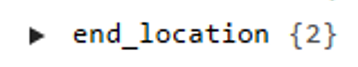 ▶ end_location {2}